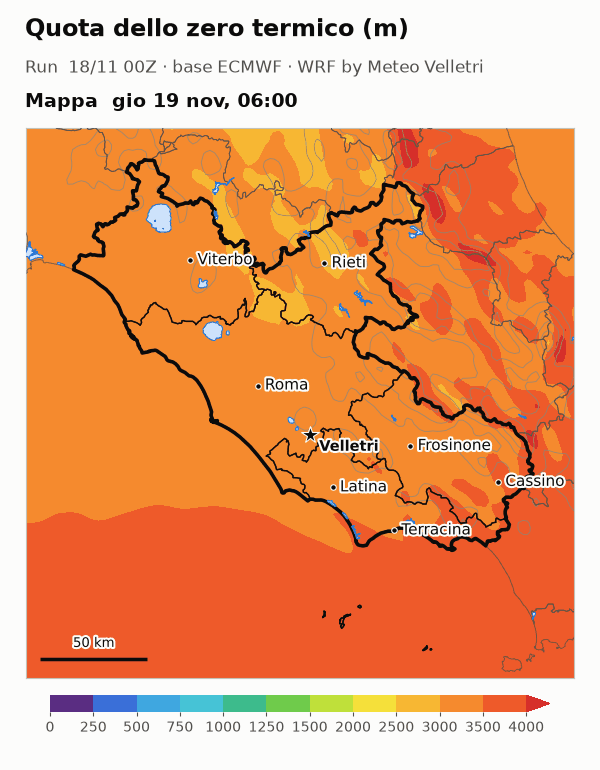 Quota dello zero termico (m)
Run 18/11 00Z · base ECMWF · WRF by Meteo Velletri
Mappa gio 19 nov, 06:00
Viterbo
Rieti
Roma
Velletri
Frosinone
Latina
Cassino
Terracina
50 km
0 250 500 750 1000 1250 1500 2000 2500 3000 3500 4000